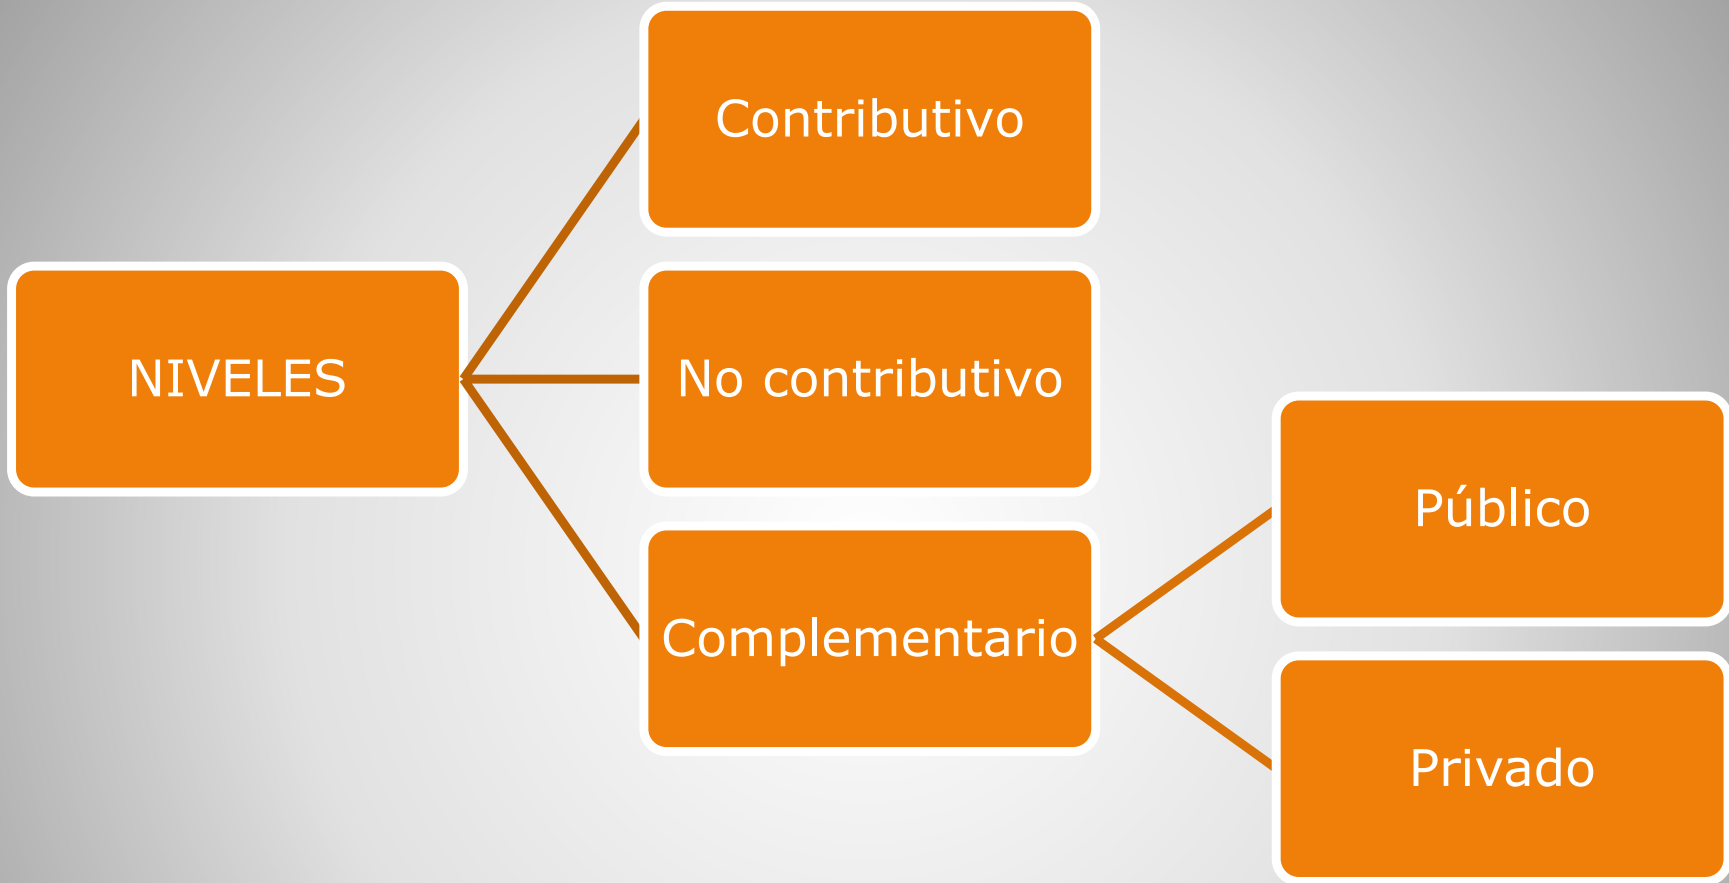 Contributivo
NIVELES
No contributivo
Público
Complementario
Privado